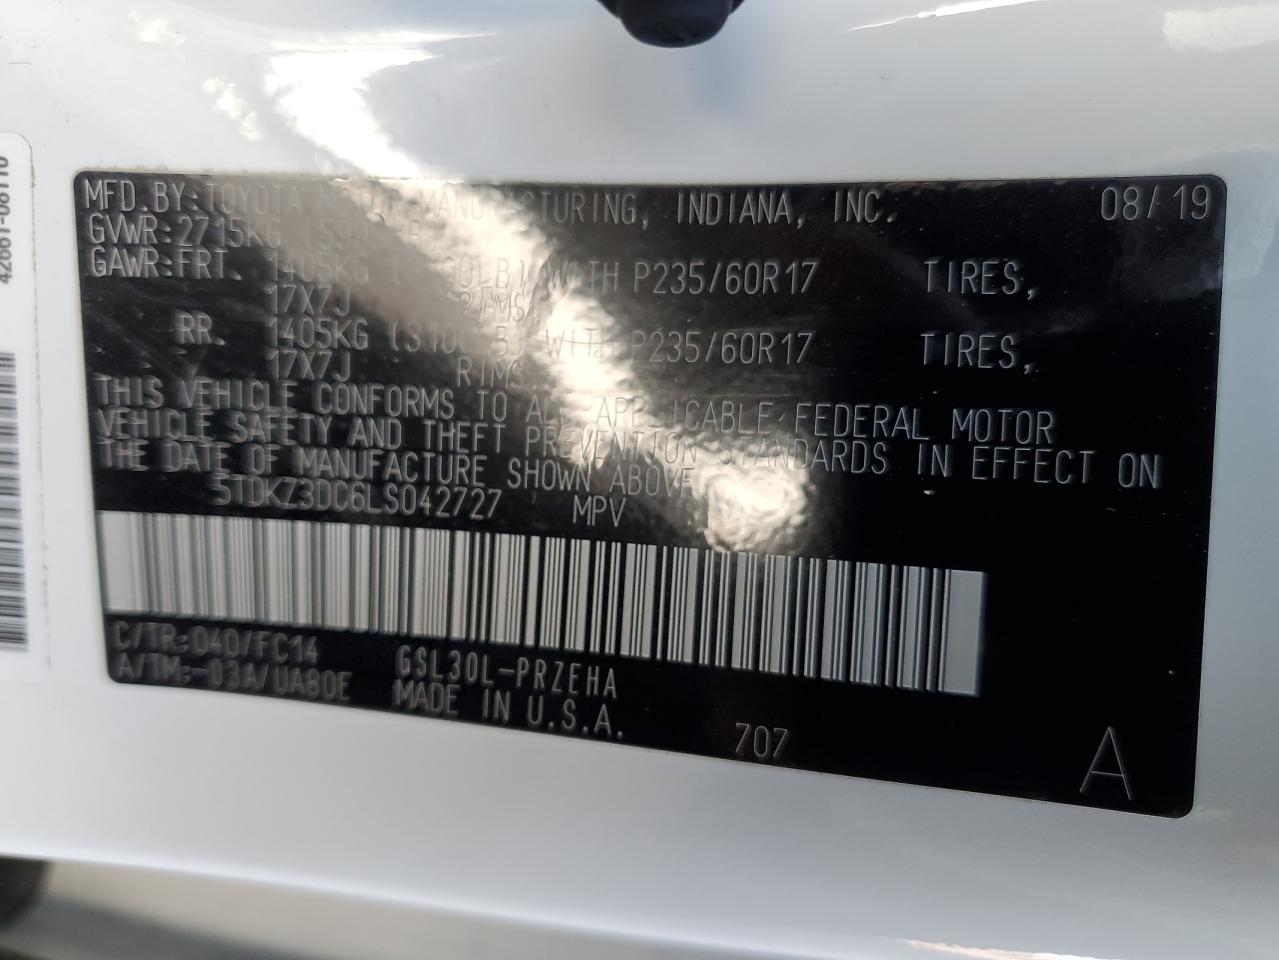 MFD. BY: TOYOTA MOTOR MANUFACTURING, INDIANA, INC. 08/19
GVWR: 2715KG
GAWR: FRT. 1405KG WITH P235/60R17 TIRES,
17X7J RIMS
RR. 1405KG WITH P235/60R17 TIRES,
17X7J RIMS
THIS VEHICLE CONFORMS TO ALL APPLICABLE FEDERAL MOTOR
VEHICLE SAFETY AND THEFT PREVENTION STANDARDS IN EFFECT ON
THE DATE OF MANUFACTURE SHOWN ABOVE.
5TDKZ3DC6LS042727 MPV
C/TR: 040/FC14 GSL30L-PRZEHA
A/TM: -03A/UA80E MADE IN U.S.A.
707 A